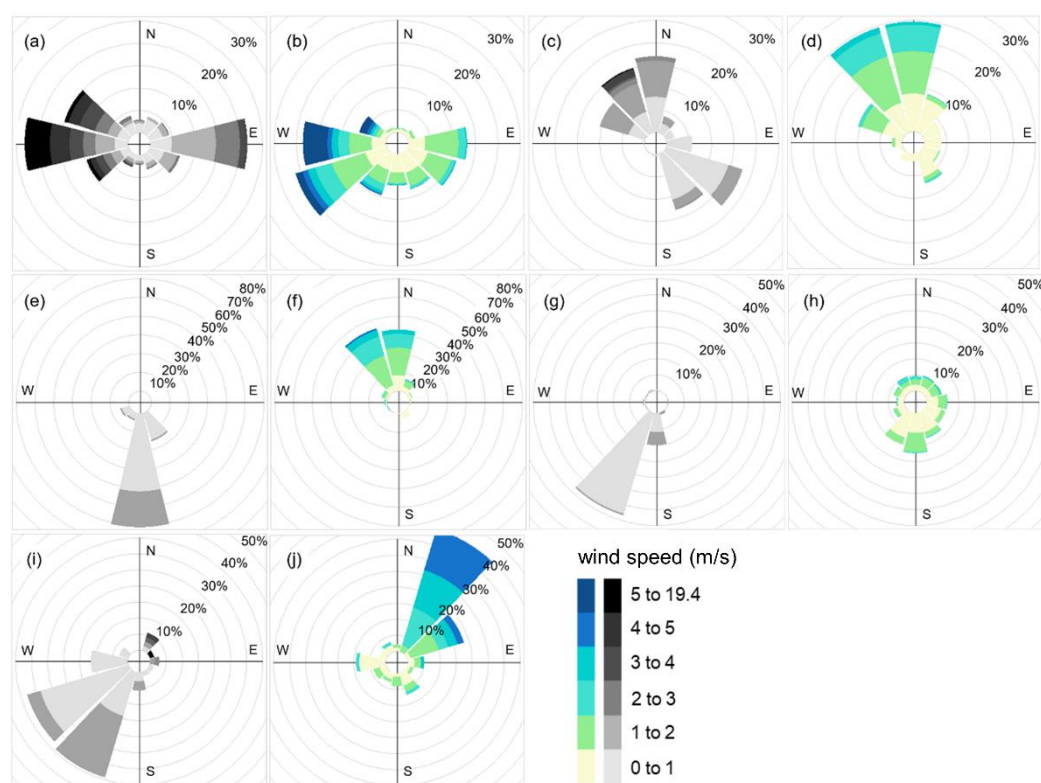 (a) N 30% 20% 10% W E S
(b) N 30% 20% 10% W E S
(c) N 30% 20% 10% W E S
(d) N 30% 20% 10% W E S
(e) N 80% 70% 60% 50% 40% 30% 20% 10% W E S
(f) N 80% 70% 60% 50% 40% 30% 20% 10% W E S
(g) N 50% 40% 30% 20% 10% W E S
(h) N 50% 40% 30% 20% 10% W E S
(i) N 50% 40% 30% 20% 10% W E S
(j) N 50% 40% 30% 20% 10% W E S
wind speed (m/s)
5 to 19.4
4 to 5
3 to 4
2 to 3
1 to 2
0 to 1